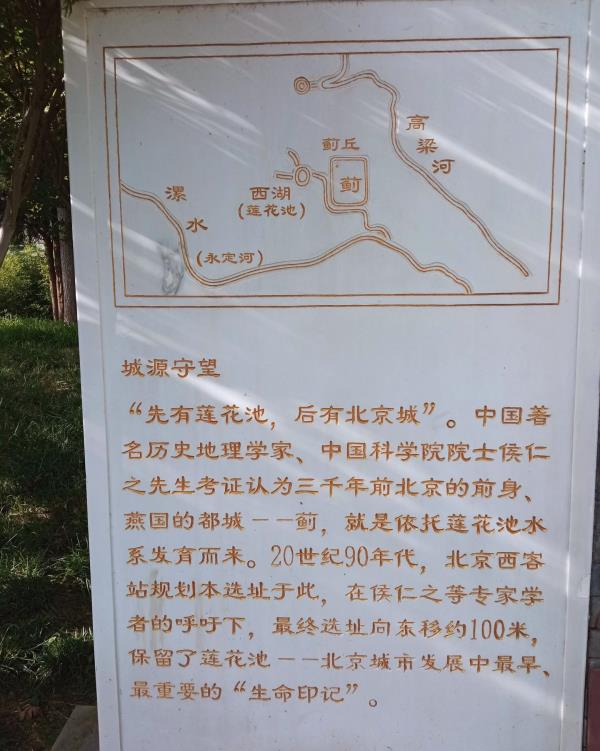 高
梁
河
蓟丘
蓟
西湖
(莲花池)
漯
水
(永定河)
城源守望
“先有莲花池，后有北京城”。中国著
名历史地理学家、中国科学院院士侯仁
之先生考证认为三千年前北京的前身、
燕国的都城－－蓟，就是依托莲花池水
系发育而来。20世纪90年代，北京西客
站规划本选址于此，在侯仁之等专家学
者的呼吁下，最终选址向东移约100米，
保留了莲花池－－北京城市发展中最早、
最重要的“生命印记”。